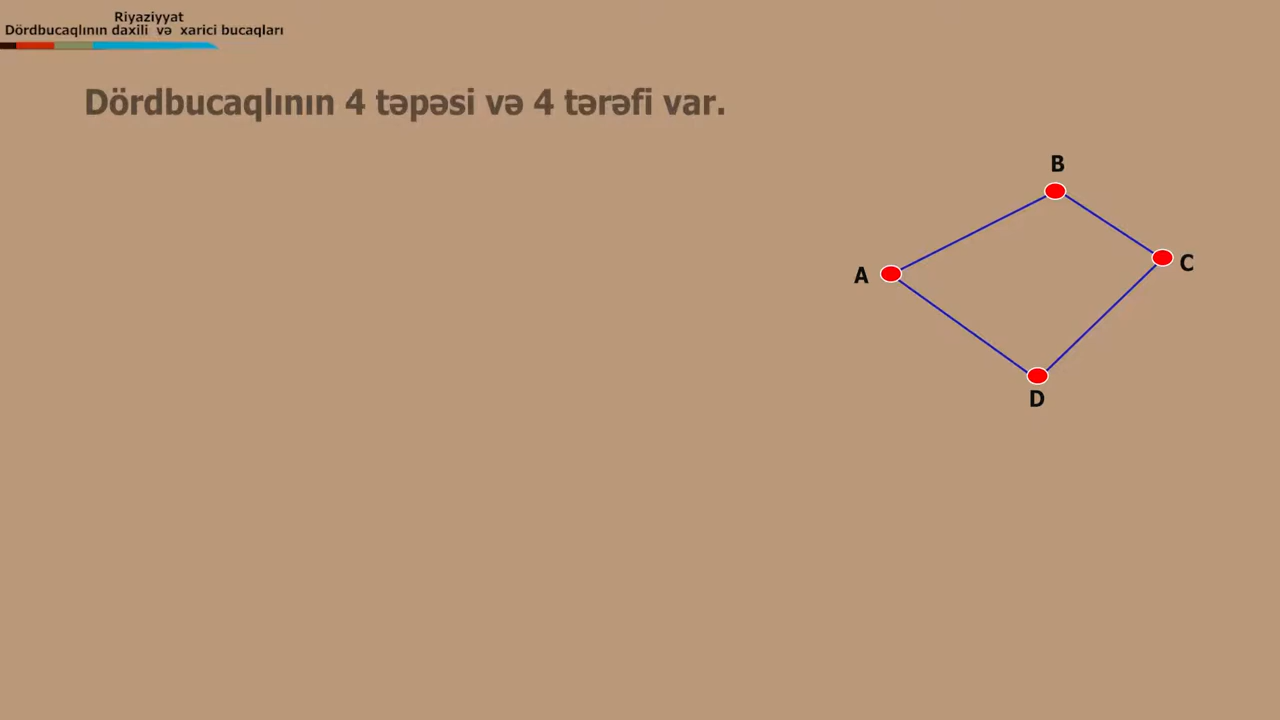 Riyaziyyat
Dördbucaqlının daxili və xarici bucaqları
Dördbucaqlının 4 təpəsi və 4 tərəfi var.
B
A
C
D